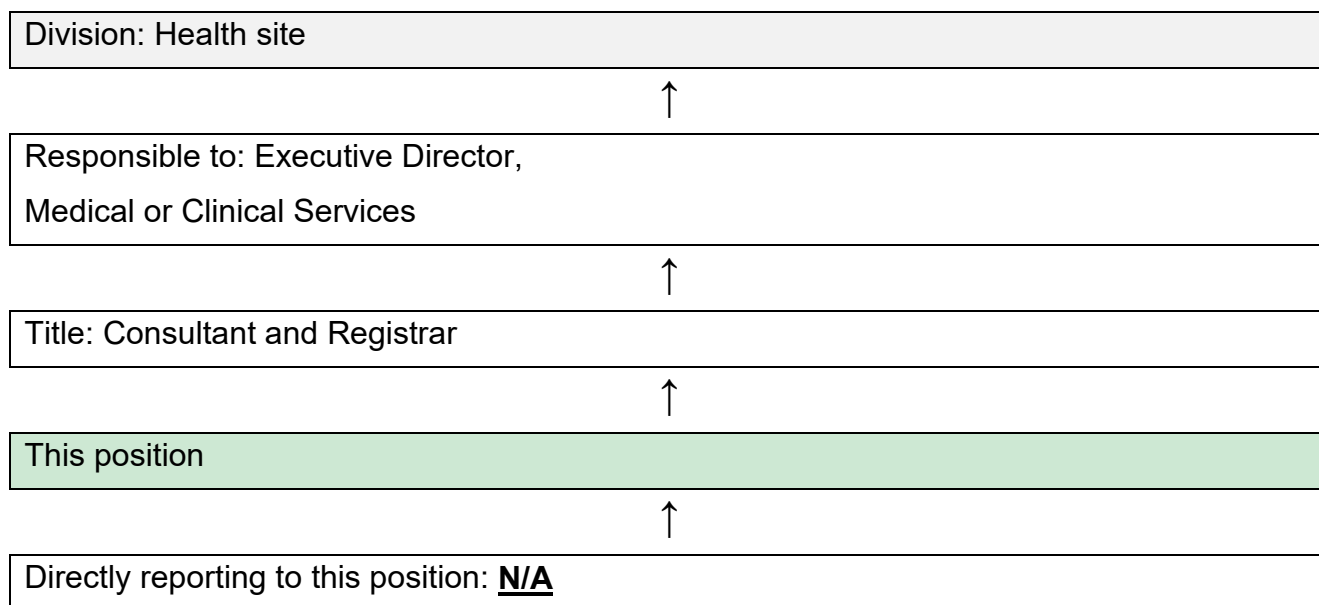 Division: Health site
↑
Responsible to: Executive Director,
Medical or Clinical Services
↑
Title: Consultant and Registrar
↑
This position
↑
Directly reporting to this position: N/A